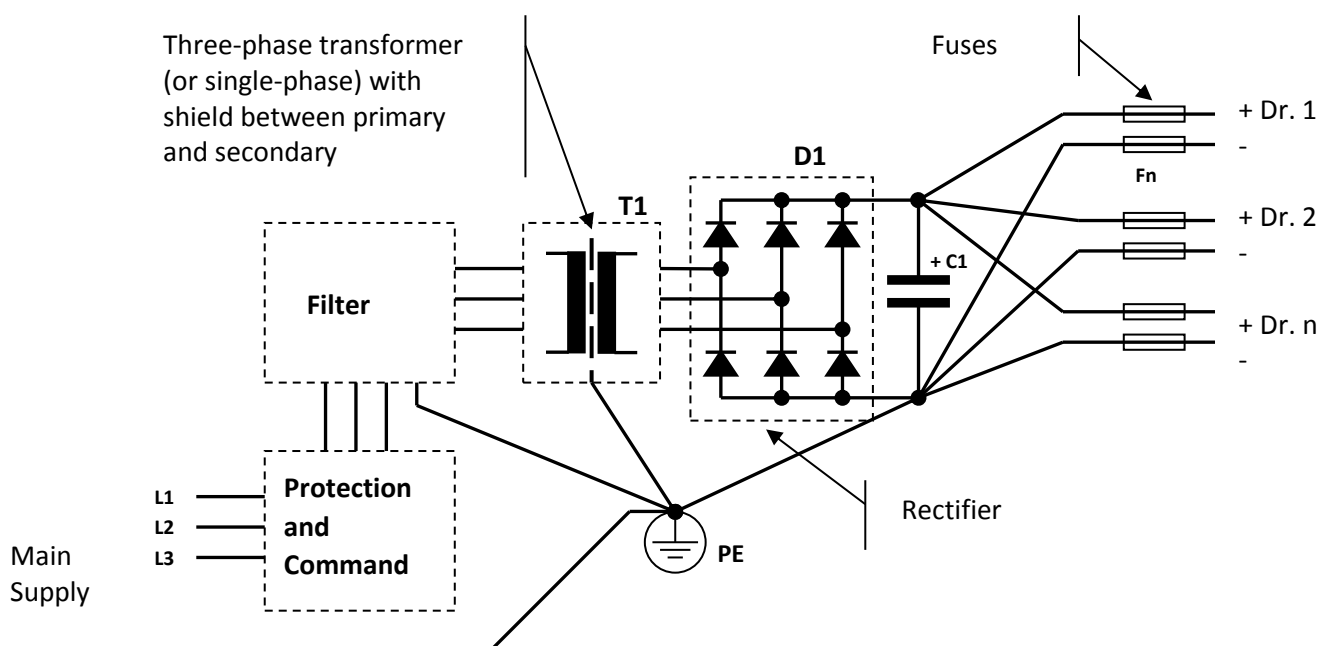 Three-phase transformer
(or single-phase) with
shield between primary
and secondary
Fuses
+ Dr. 1
-
Fn
D1
T1
+ Dr. 2
-
+ C1
Filter
+ Dr. n
-
Rectifier
Protection
and
Command
L1
L2
L3
PE
Main
Supply